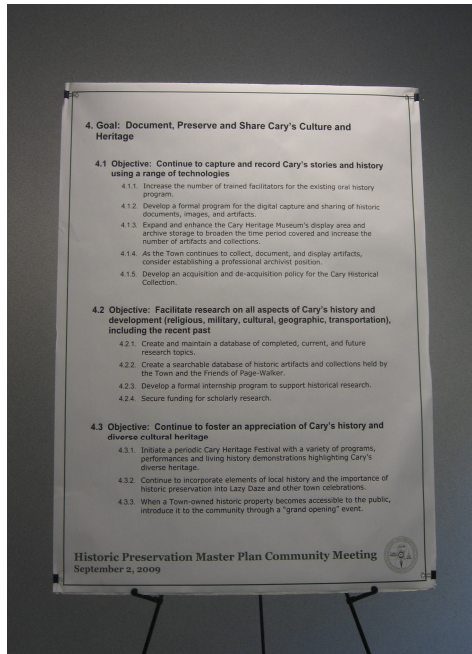 4. Goal: Document, Preserve and Share Cary's Culture and
Heritage
4.1 Objective: Continue to capture and record Cary's stories and history
using a range of technologies
4.1.1. Increase the number of trained facilitators for the existing oral history
program.
4.1.2. Develop a formal program for the digital capture and sharing of historic
documents, images, and artifacts.
4.1.3. Expand and enhance the Cary Heritage Museum's display area and
archive storage to broaden the time period covered and increase the
number of artifacts and collections.
4.1.4. As the Town continues to collect, document, and display artifacts,
consider establishing a professional archivist position.
4.1.5. Develop an acquisition and de-acquisition policy for the Cary Historical
Collection.
4.2 Objective: Facilitate research on all aspects of Cary's history and
development (religious, military, cultural, geographic, transportation),
including the recent past
4.2.1. Create and maintain a database of completed, current, and future
research topics.
4.2.2. Create a searchable database of historic artifacts and collections held by
the Town and the Friends of Page-Walker.
4.2.3. Develop a formal internship program to support historical research.
4.2.4. Secure funding for scholarly research.
4.3 Objective: Continue to foster an appreciation of Cary's history and
diverse cultural heritage
4.3.1. Initiate a periodic Cary Heritage Festival with a variety of programs,
performances and living history demonstrations highlighting Cary's
diverse heritage.
4.3.2. Continue to incorporate elements of local history and the importance of
historic preservation into Lazy Daze and other town celebrations.
4.3.3. When a Town-owned historic property becomes accessible to the public,
introduce it to the community through a "grand opening" event.
Historic Preservation Master Plan Community Meeting
September 2, 2009